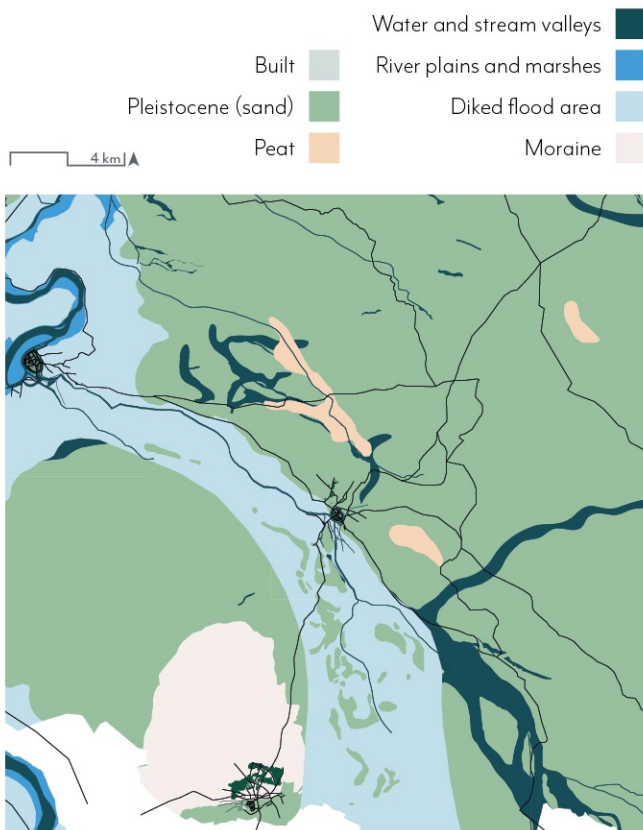 Water and stream valleys
Built
River plains and marshes
Pleistocene (sand)
Diked flood area
Peat
Moraine
4 km